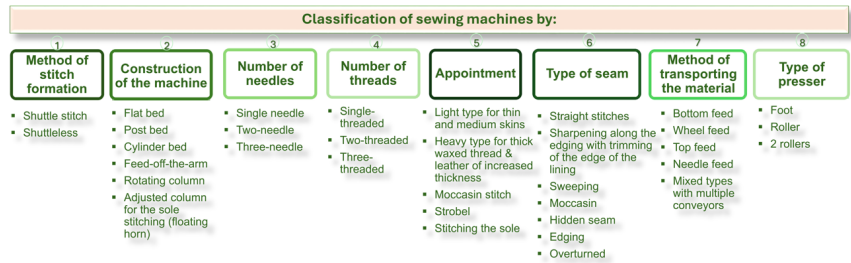 Classification of sewing machines by:
1
Method of
stitch
formation
▪ Shuttle stitch
▪ Shuttleless
2
Construction
of the machine
▪ Flat bed
▪ Post bed
▪ Cylinder bed
▪ Feed-off-the-arm
▪ Rotating column
▪ Adjusted column
for the sole
stitching (floating
horn)
3
Number of
needles
▪ Single needle
▪ Two-needle
▪ Three-needle
4
Number of
threads
▪ Single-
threaded
▪ Two-threaded
▪ Three-
threaded
5
Appointment
▪ Light type for thin
and medium skins
▪ Heavy type for thick
waxed thread &
leather of increased
thickness
▪ Moccasin stitch
▪ Strobel
▪ Stitching the sole
6
Type of seam
▪ Straight stitches
▪ Sharpening along the
edging with trimming
of the edge of the
lining
▪ Sweeping
▪ Moccasin
▪ Hidden seam
▪ Edging
▪ Overturned
7
Method of
transporting
the material
▪ Bottom feed
▪ Wheel feed
▪ Top feed
▪ Needle feed
▪ Mixed types
with multiple
conveyors
8
Type of
presser
▪ Foot
▪ Roller
▪ 2 rollers